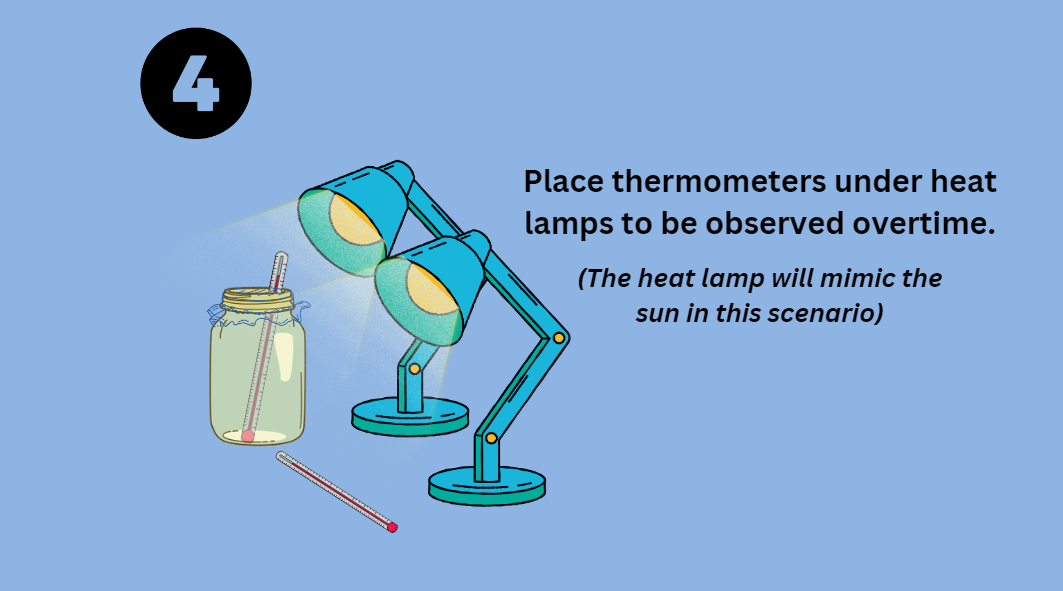 4
Place thermometers under heat
lamps to be observed overtime.
(The heat lamp will mimic the
sun in this scenario)